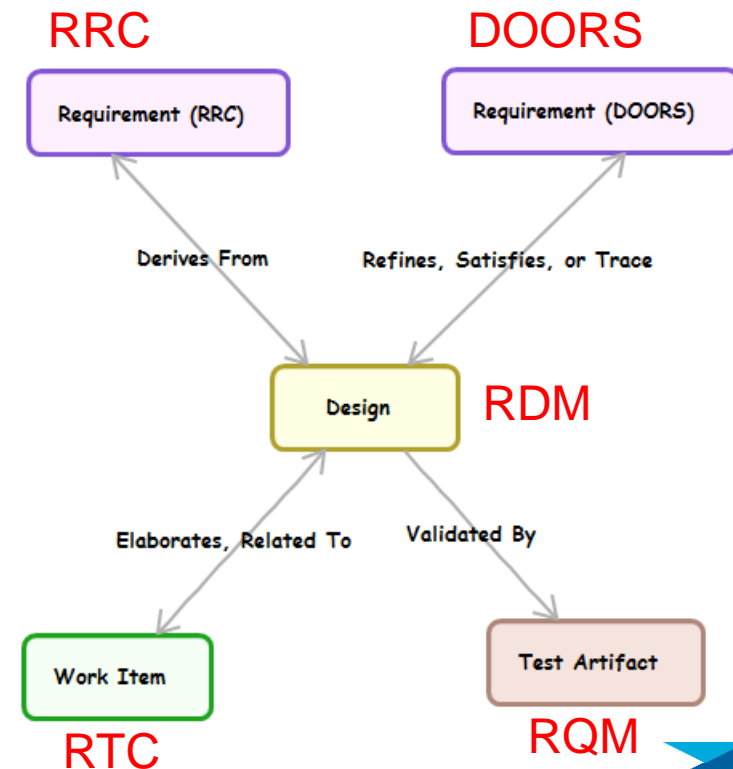 RRC
DOORS
Requirement (RRC)
Requirement (DOORS)
Derives From
Refines, Satisfies, or Trace
Design
RDM
Elaborates, Related To
Validated By
Work Item
Test Artifact
RTC
RQM